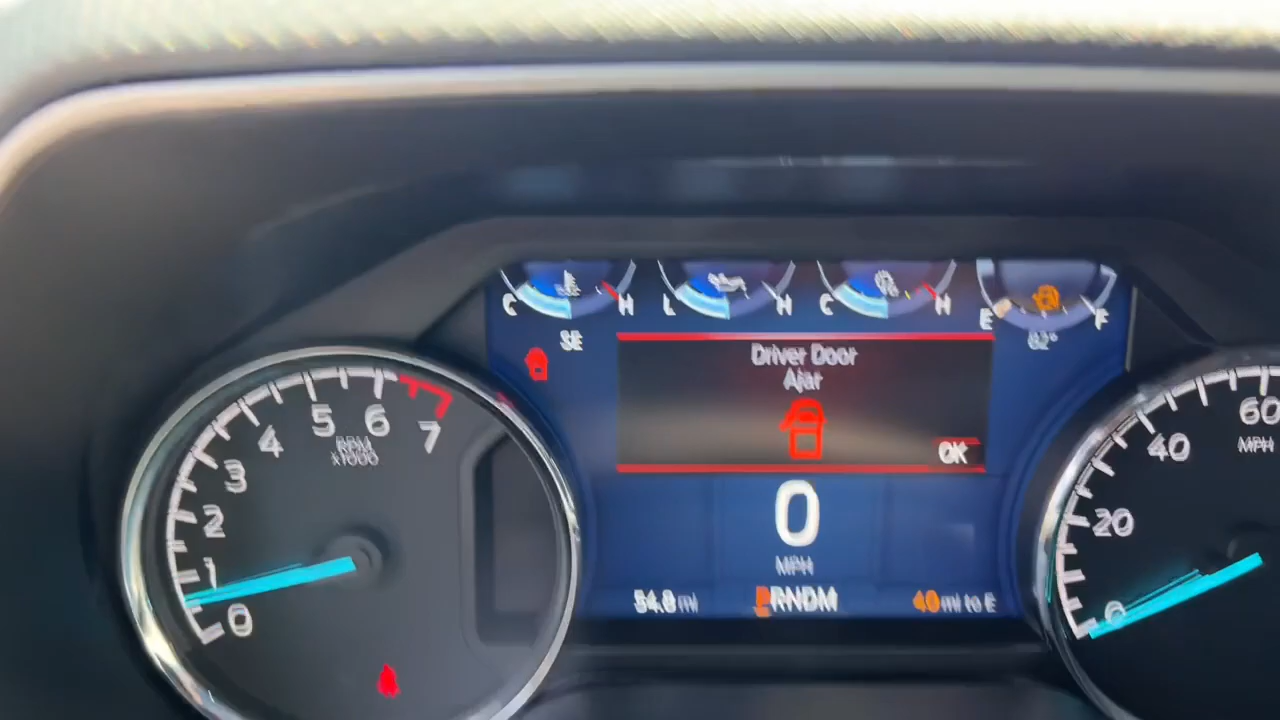 C H L H C H E F
SE
82°
Driver Door
Ajar
OK
0 1 2 3 4 5 6 7
RPM
x1000
0
MPH
54.8 mi
PRNDM
40 mi to E
0 20 40 60
MPH